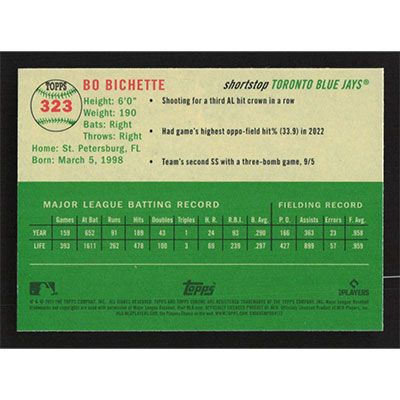 TOPPS
323
BO BICHETTE
Height: 6'0"
Weight: 190
Bats: Right
Throws: Right
Home: St. Petersburg, FL
Born: March 5, 1998
shortstop TORONTO BLUE JAYS®
• Shooting for a third AL hit crown in a row
• Had game's highest oppo-field hit% (33.9) in 2022
• Team's second SS with a three-bomb game, 9/5
MAJOR LEAGUE BATTING RECORD FIELDING RECORD
Games At Bat Runs Hits Doubles Triples H. R. R.B.I. B. Avg. P. O. Assists Errors F. Avg.
YEAR 159 652 91 189 43 1 24 93 .290 166 363 23 .958
LIFE 393 1611 262 478 100 3 69 239 .297 427 899 57 .959
Topps
PLAYERS